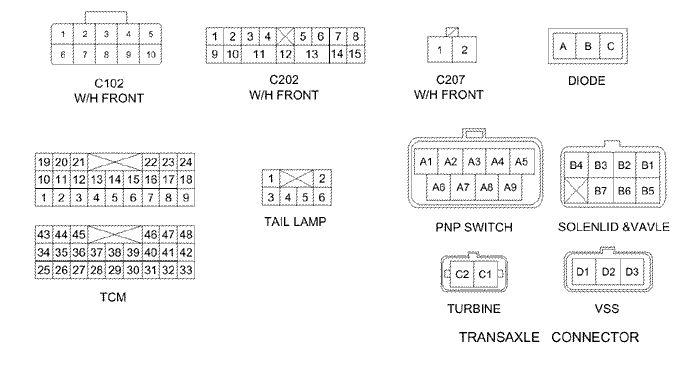 1 2 3 4 5
6 7 8 9 10
C102
W/H FRONT
1 2 3 4 5 6 7 8
9 10 11 12 13 14 15
C202
W/H FRONT
1 2
C207
W/H FRONT
A B C
DIODE
19 20 21 22 23 24
10 11 12 13 14 15 16 17 18
1 2 3 4 5 6 7 8 9
43 44 45 46 47 48
34 35 36 37 38 39 40 41 42
25 26 27 28 29 30 31 32 33
TCM
1 2
3 4 5 6
TAIL LAMP
A1 A2 A3 A4 A5
A6 A7 A8 A9
PNP SWITCH
B4 B3 B2 B1
B7 B6 B5
SOLENLID &VAVLE
C2 C1
TURBINE
D1 D2 D3
VSS
TRANSAXLE CONNECTOR